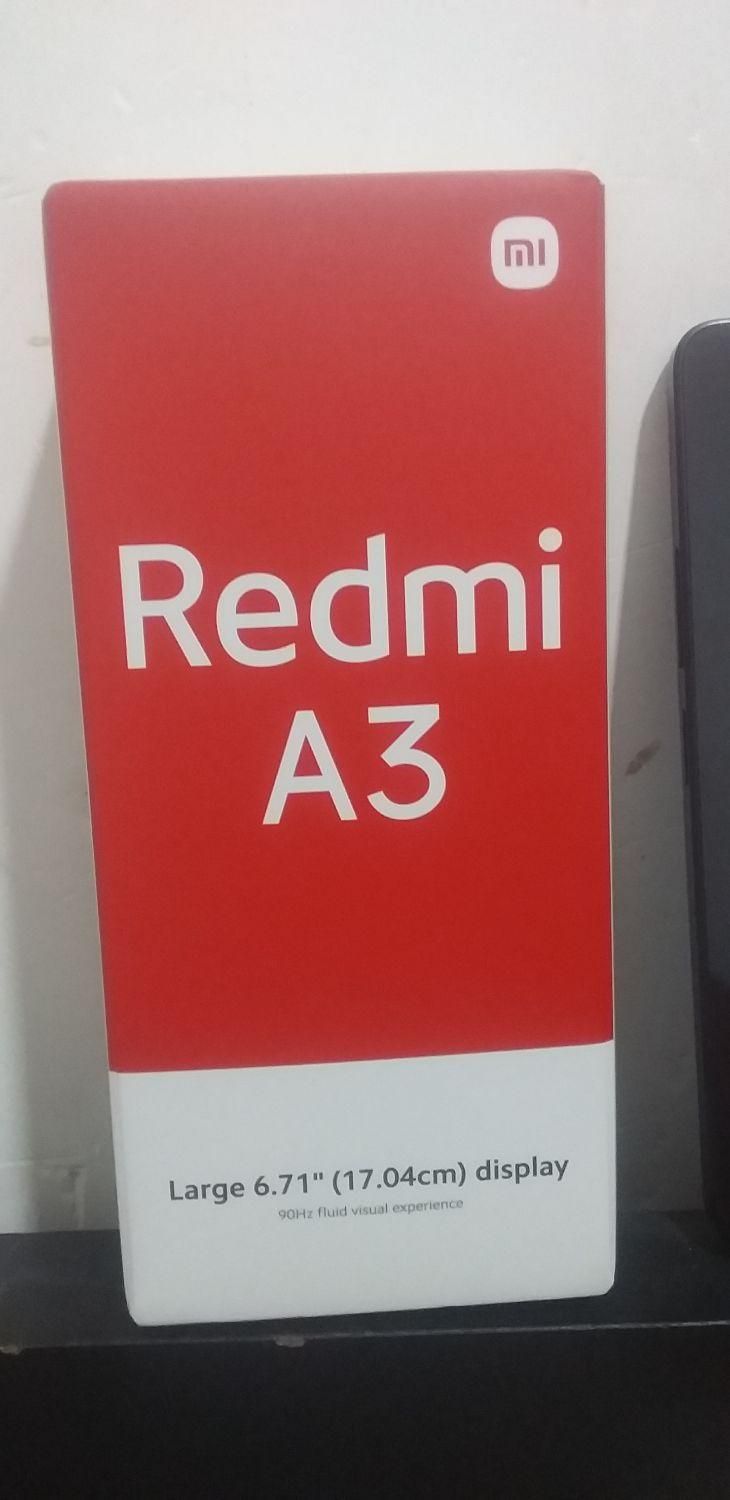 mi
Redmi
A3
Large 6.71" (17.04cm) display
90Hz fluid visual experience